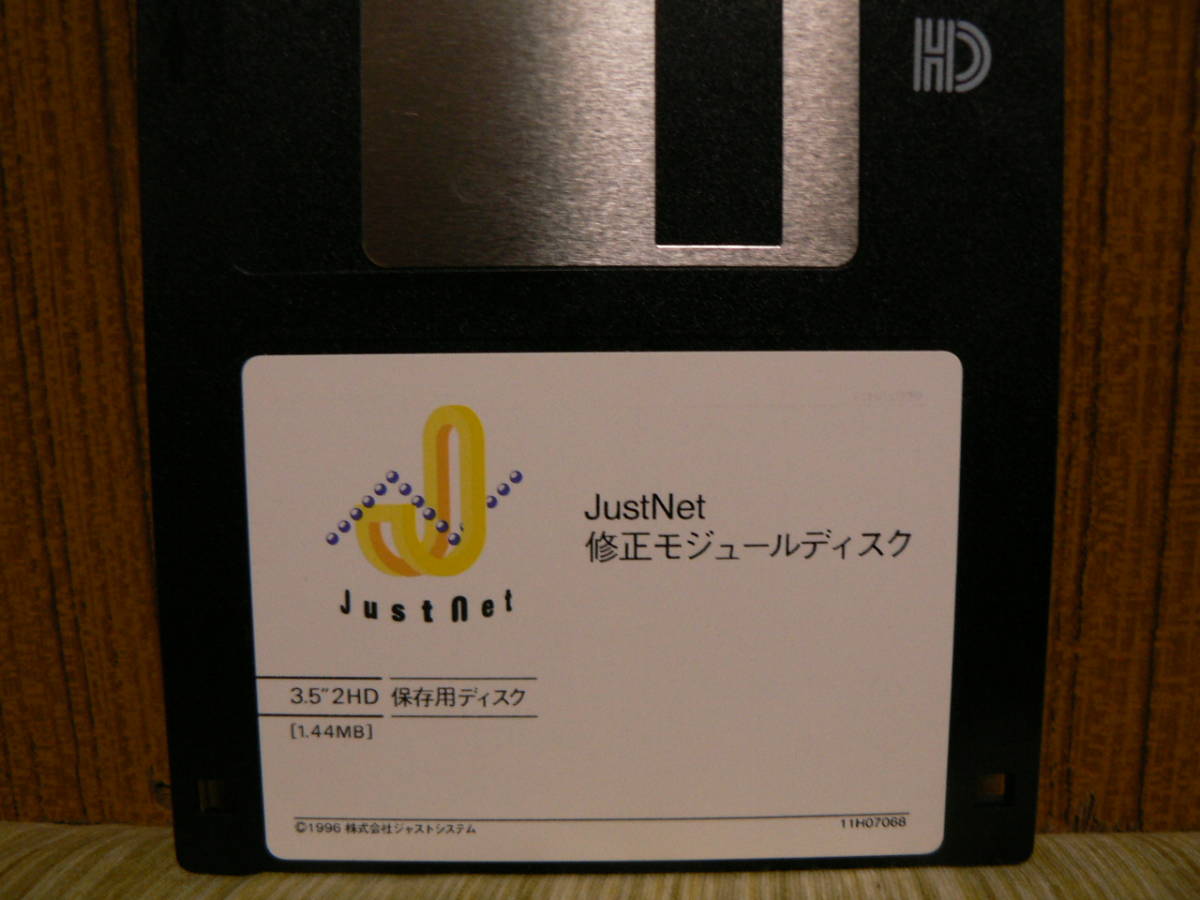 HD
JustNet
JustNet
修正モジュールディスク
3.5"2HD 保存用ディスク
[1.44MB]
©1996 株式会社ジャストシステム
11H07068